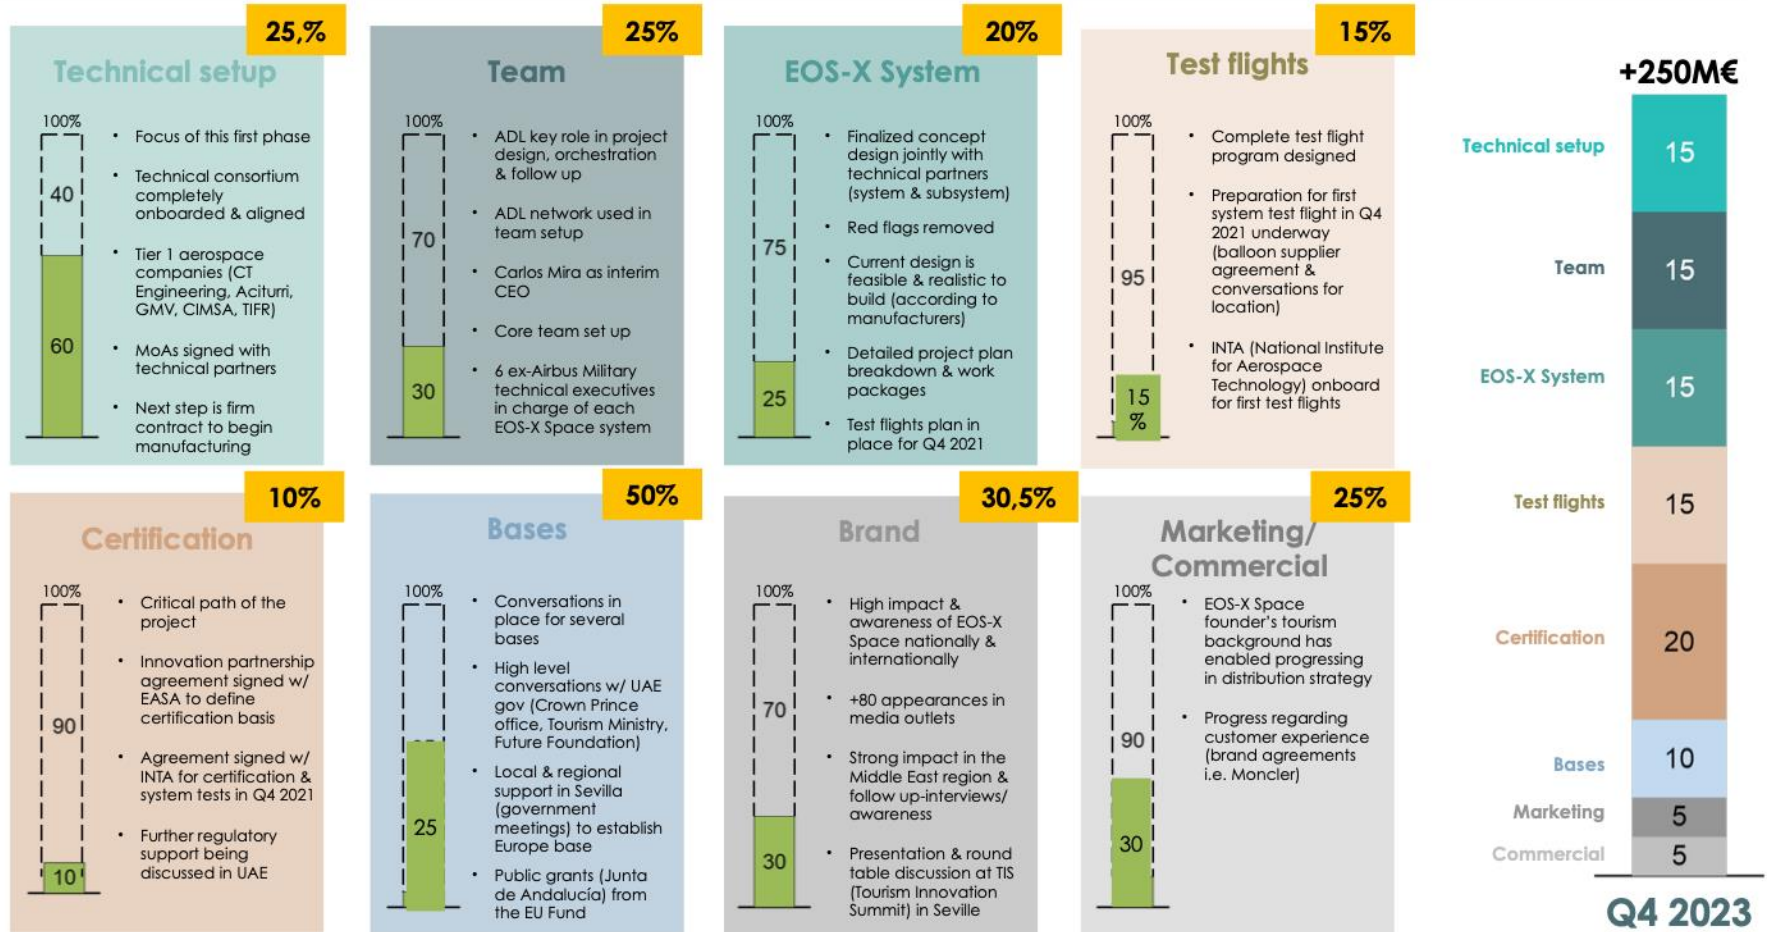 25,%
Technical setup
100%
40
60
• Focus of this first phase
• Technical consortium
completely
onboarded & aligned
• Tier 1 aerospace
companies (CT
Engineering, Aciturri,
GMV, CIMSA, TIFR)
• MoAs signed with
technical partners
• Next step is firm
contract to begin
manufacturing
25%
Team
100%
70
30
• ADL key role in project
design, orchestration
& follow up
• ADL network used in
team setup
• Carlos Mira as interim
CEO
• Core team set up
• 6 ex-Airbus Military
technical executives
in charge of each
EOS-X Space system
20%
EOS-X System
100%
75
25
• Finalized concept
design jointly with
technical partners
(system & subsystem)
• Red flags removed
• Current design is
feasible & realistic to
build (according to
manufacturers)
• Detailed project plan
breakdown & work
packages
• Test flights plan in
place for Q4 2021
15%
Test flights
100%
95
15
%
• Complete test flight
program designed
• Preparation for first
system test flight in Q4
2021 underway
(balloon supplier
agreement &
conversations for
location)
• INTA (National Institute
for Aerospace
Technology) onboard
for first test flights
10%
Certification
100%
90
10
• Critical path of the
project
• Innovation partnership
agreement signed w/
EASA to define
certification basis
• Agreement signed w/
INTA for certification &
system tests in Q4 2021
• Further regulatory
support being
discussed in UAE
50%
Bases
100%
25
• Conversations in
place for several
bases
• High level
conversations w/ UAE
gov (Crown Prince
office, Tourism Ministry,
Future Foundation)
• Local & regional
support in Sevilla
(government
meetings) to establish
Europe base
• Public grants (Junta
de Andalucía) from
the EU Fund
30,5%
Brand
100%
70
30
• High impact &
awareness of EOS-X
Space nationally &
internationally
• +80 appearances in
media outlets
• Strong impact in the
Middle East region &
follow up-interviews/
awareness
• Presentation & round
table discussion at TIS
(Tourism Innovation
Summit) in Seville
25%
Marketing/
Commercial
100%
90
30
• EOS-X Space
founder's tourism
background has
enabled progressing
in distribution strategy
• Progress regarding
customer experience
(brand agreements
i.e. Moncler)
+250M€
Technical setup 15
Team 15
EOS-X System 15
Test flights 15
Certification 20
Bases 10
Marketing 5
Commercial 5
Q4 2023